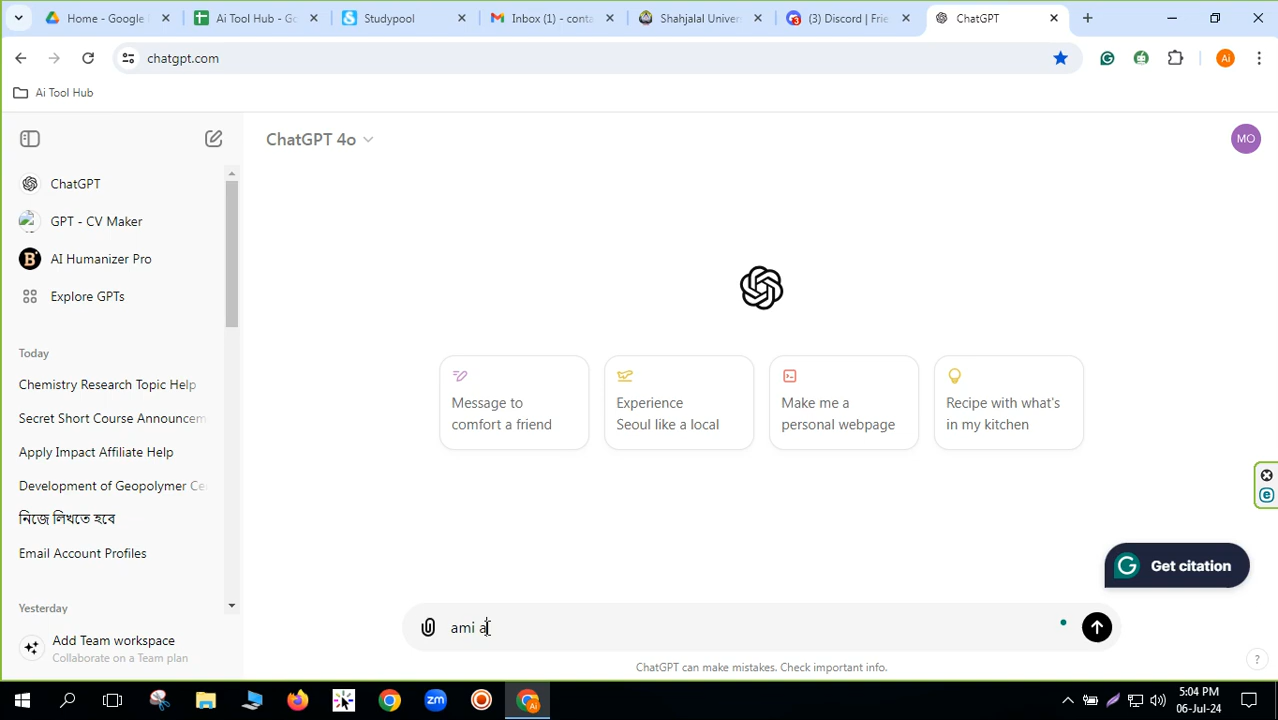 Home - Google
Ai Tool Hub - Go
Studypool
Inbox (1) - conta
Shahjalal Univer
(3) Discord | Frie
ChatGPT
chatgpt.com
Ai
Ai Tool Hub
ChatGPT 4o
MO
ChatGPT
GPT - CV Maker
AI Humanizer Pro
Explore GPTs
Today
Chemistry Research Topic Help
Secret Short Course Announcem
Apply Impact Affiliate Help
Development of Geopolymer Ce
নিজে লিখতে হবে
Email Account Profiles
Yesterday
Add Team workspace
Collaborate on a Team plan
Message to
comfort a friend
Experience
Seoul like a local
Make me a
personal webpage
Recipe with what's
in my kitchen
Get citation
ami a
ChatGPT can make mistakes. Check important info.
?
zm
Ai
5:04 PM
06-Jul-24